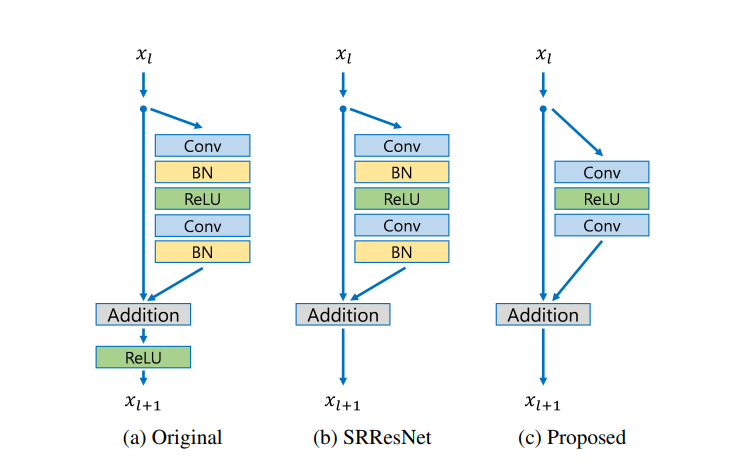 x_l x_l x_l
Conv Conv
BN BN Conv
ReLU ReLU ReLU
Conv Conv Conv
BN BN
Addition Addition Addition
ReLU
x_{l+1} x_{l+1} x_{l+1}
(a) Original (b) SRResNet (c) Proposed